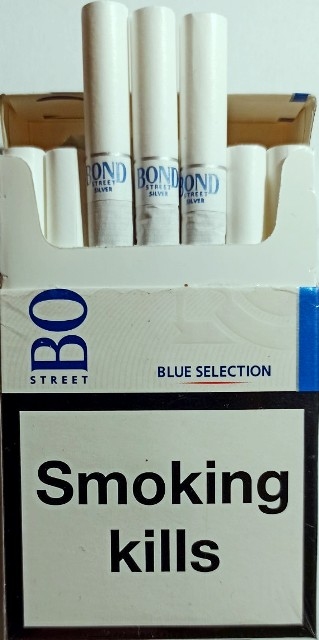 BOND
STREET
SILVER
BOND
STREET
SILVER
BOND
STREET
SILVER
BO
STREET
BLUE SELECTION
Smoking
kills